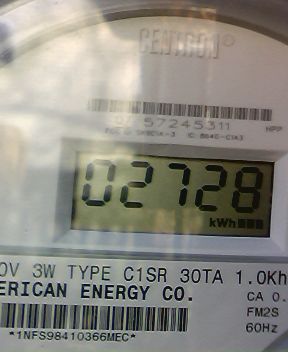 CENTRON®
57245311
02728
kWh
0V 3W TYPE C1SR 30TA 1.0Kh
ERICAN ENERGY CO.
CA 0.
FM2S
*1NFS98410366MEC*
60Hz